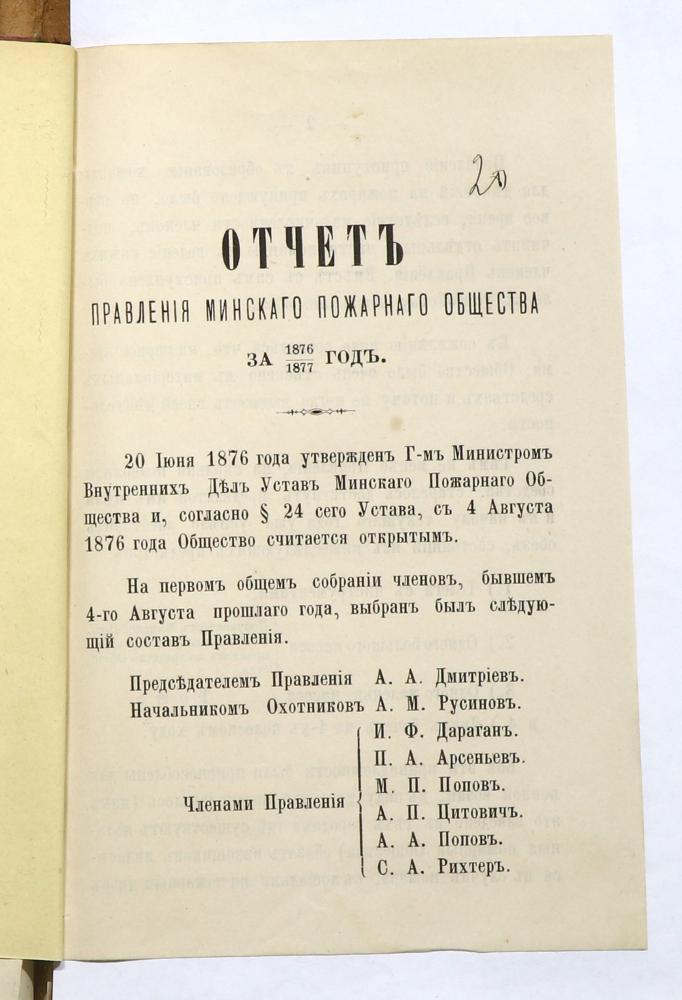 ОТЧЕТЪ
ПРАВЛЕНІЯ МИНСКАГО ПОЖАРНАГО ОБЩЕСТВА
ЗА 1876/1877 ГОДЪ.
20 Іюня 1876 года утвержденъ Г-мъ Министромъ
Внутреннихъ Дѣлъ Уставъ Минскаго Пожарнаго Об-
щества и, согласно § 24 сего Устава, съ 4 Августа
1876 года Общество считается открытымъ.
На первомъ общемъ собраніи членовъ, бывшемъ
4-го Августа прошлаго года, выбранъ былъ слѣдую-
щій составъ Правленія.
Предсѣдателемъ Правленія А. А. Дмитріевъ.
Начальникомъ Охотниковъ А. М. Русиновъ.
Членами Правленія
И. Ф. Дараганъ.
П. А. Арсеньевъ.
М. П. Поповъ.
А. П. Цитовичъ.
А. А. Поповъ.
С. А. Рихтеръ.